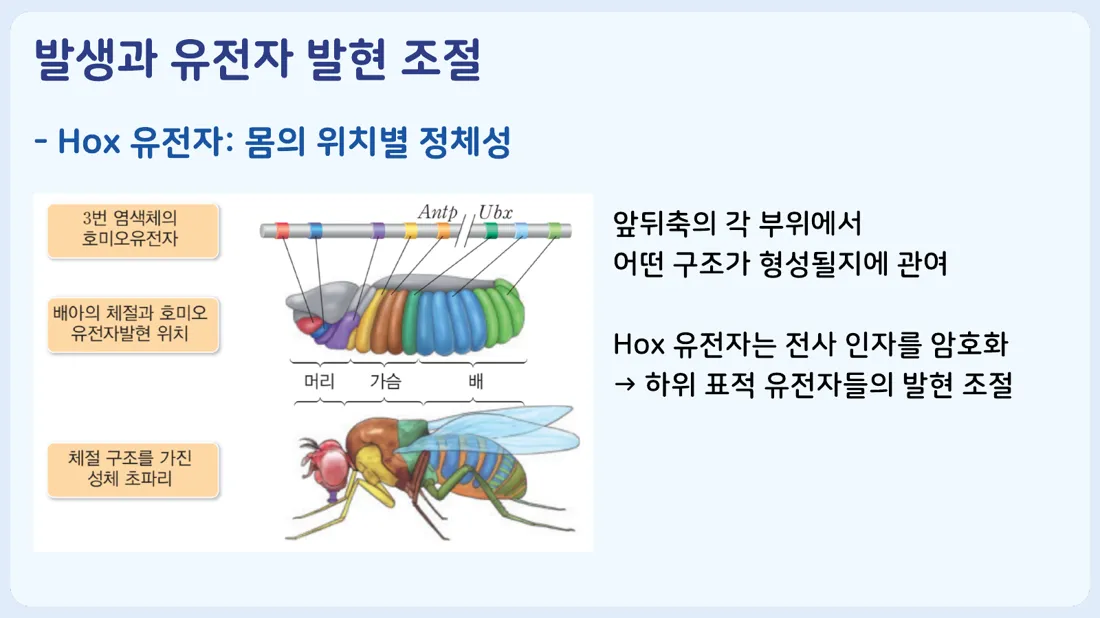 발생과 유전자 발현 조절
- Hox 유전자: 몸의 위치별 정체성
3번 염색체의
호미오유전자
Antp
Ubx
배아의 체절과 호미오
유전자발현 위치
머리
가슴
배
체절 구조를 가진
성체 초파리
앞뒤축의 각 부위에서
어떤 구조가 형성될지에 관여
Hox 유전자는 전사 인자를 암호화
→ 하위 표적 유전자들의 발현 조절